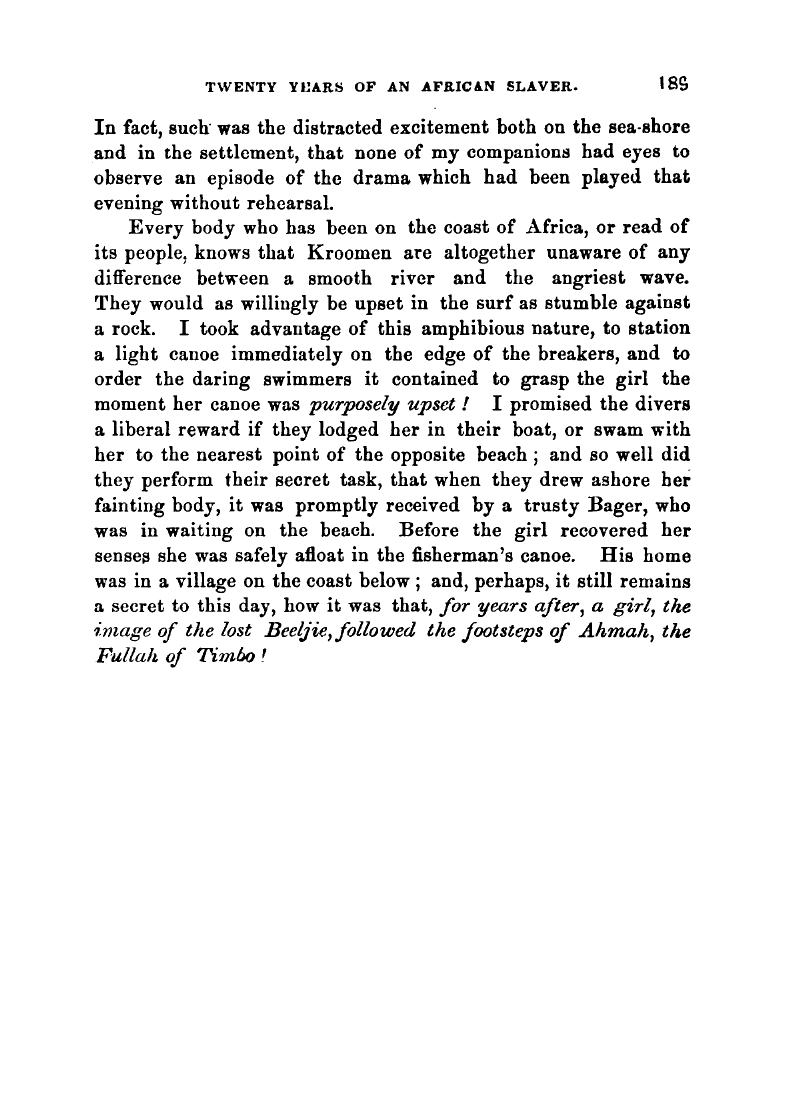 TWENTY YEARS OF AN AFRICAN SLAVER. 189
In fact, such was the distracted excitement both on the sea-shore
and in the settlement, that none of my companions had eyes to
observe an episode of the drama which had been played that
evening without rehearsal.
Every body who has been on the coast of Africa, or read of
its people, knows that Kroomen are altogether unaware of any
difference between a smooth river and the angriest wave.
They would as willingly be upset in the surf as stumble against
a rock. I took advantage of this amphibious nature, to station
a light canoe immediately on the edge of the breakers, and to
order the daring swimmers it contained to grasp the girl the
moment her canoe was purposely upset ! I promised the divers
a liberal reward if they lodged her in their boat, or swam with
her to the nearest point of the opposite beach ; and so well did
they perform their secret task, that when they drew ashore her
fainting body, it was promptly received by a trusty Bager, who
was in waiting on the beach. Before the girl recovered her
senses she was safely afloat in the fisherman's canoe. His home
was in a village on the coast below ; and, perhaps, it still remains
a secret to this day, how it was that, for years after, a girl, the
image of the lost Beeljie, followed the footsteps of Ahmah, the
Fullah of Timbo !